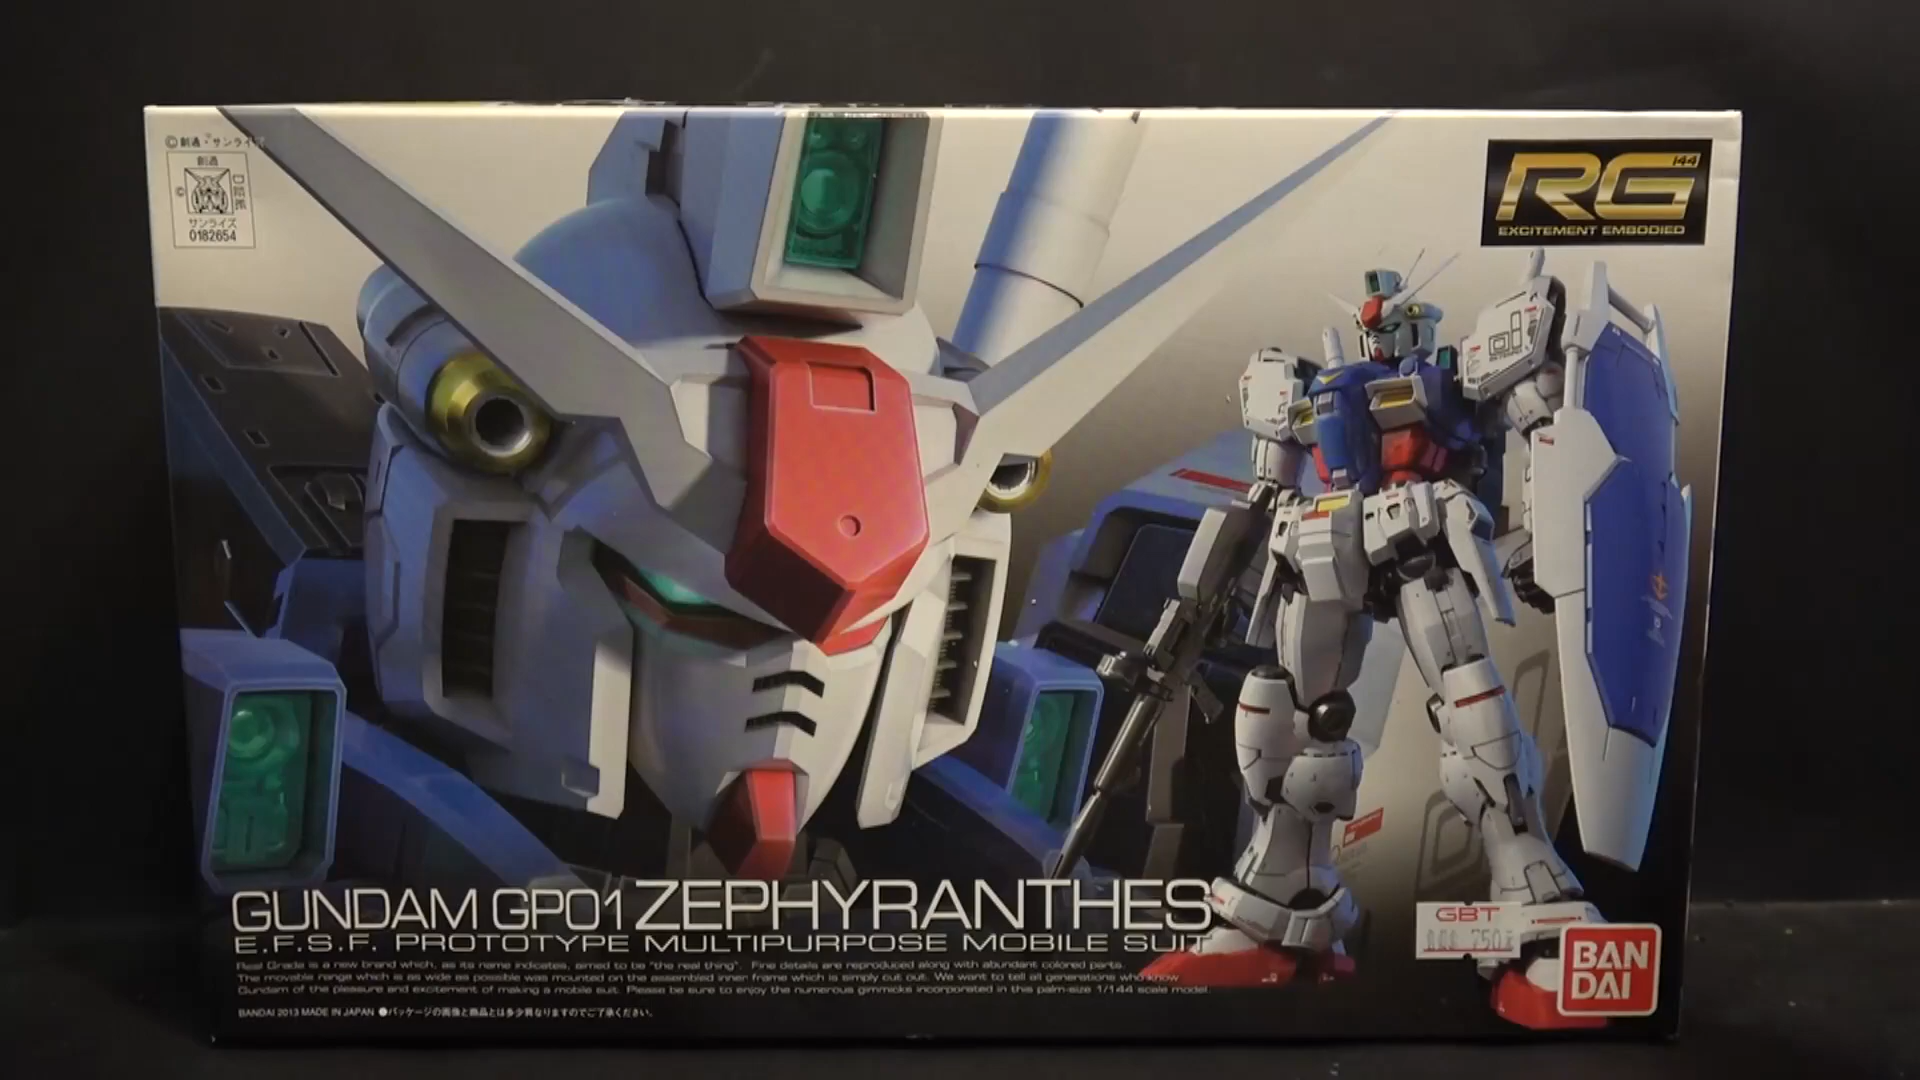 ©創通・サンライズ
創通
©
サンライズ
0182654
RG
1/44
EXCITEMENT EMBODIED
GUNDAM GP01 ZEPHYRANTHES
E.F.S.F. PROTOTYPE MULTIPURPOSE MOBILE SUIT
Real Grade is a new brand which, as its name indicates, aimed to be "the real thing". Fine details are reproduced along with abundant colored parts.
The movable range which is as wide as possible was mounted on the assembled inner frame which is simply cut out. We want to tell all generations who know
Gundam of the pleasure and excitement of making a mobile suit. Please be sure to enjoy the numerous gimmicks incorporated in this palm-size 1/144 scale model.
BANDAI 2013 MADE IN JAPAN ●パッケージの画像と商品とは多少異なりますのでご了承ください。
GBT
750
BAN
DAI